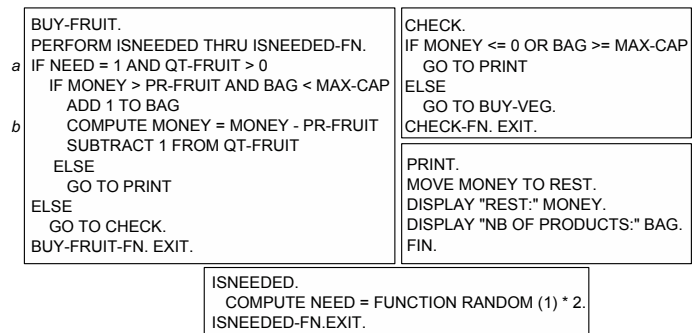 BUY-FRUIT.
PERFORM ISNEEDED THRU ISNEEDED-FN.
a IF NEED = 1 AND QT-FRUIT > 0
IF MONEY > PR-FRUIT AND BAG < MAX-CAP
ADD 1 TO BAG
b COMPUTE MONEY = MONEY - PR-FRUIT
SUBTRACT 1 FROM QT-FRUIT
ELSE
GO TO PRINT
ELSE
GO TO CHECK.
BUY-FRUIT-FN. EXIT.
CHECK.
IF MONEY <= 0 OR BAG >= MAX-CAP
GO TO PRINT
ELSE
GO TO BUY-VEG.
CHECK-FN. EXIT.
PRINT.
MOVE MONEY TO REST.
DISPLAY "REST:" MONEY.
DISPLAY "NB OF PRODUCTS:" BAG.
FIN.
ISNEEDED.
COMPUTE NEED = FUNCTION RANDOM (1) * 2.
ISNEEDED-FN.EXIT.